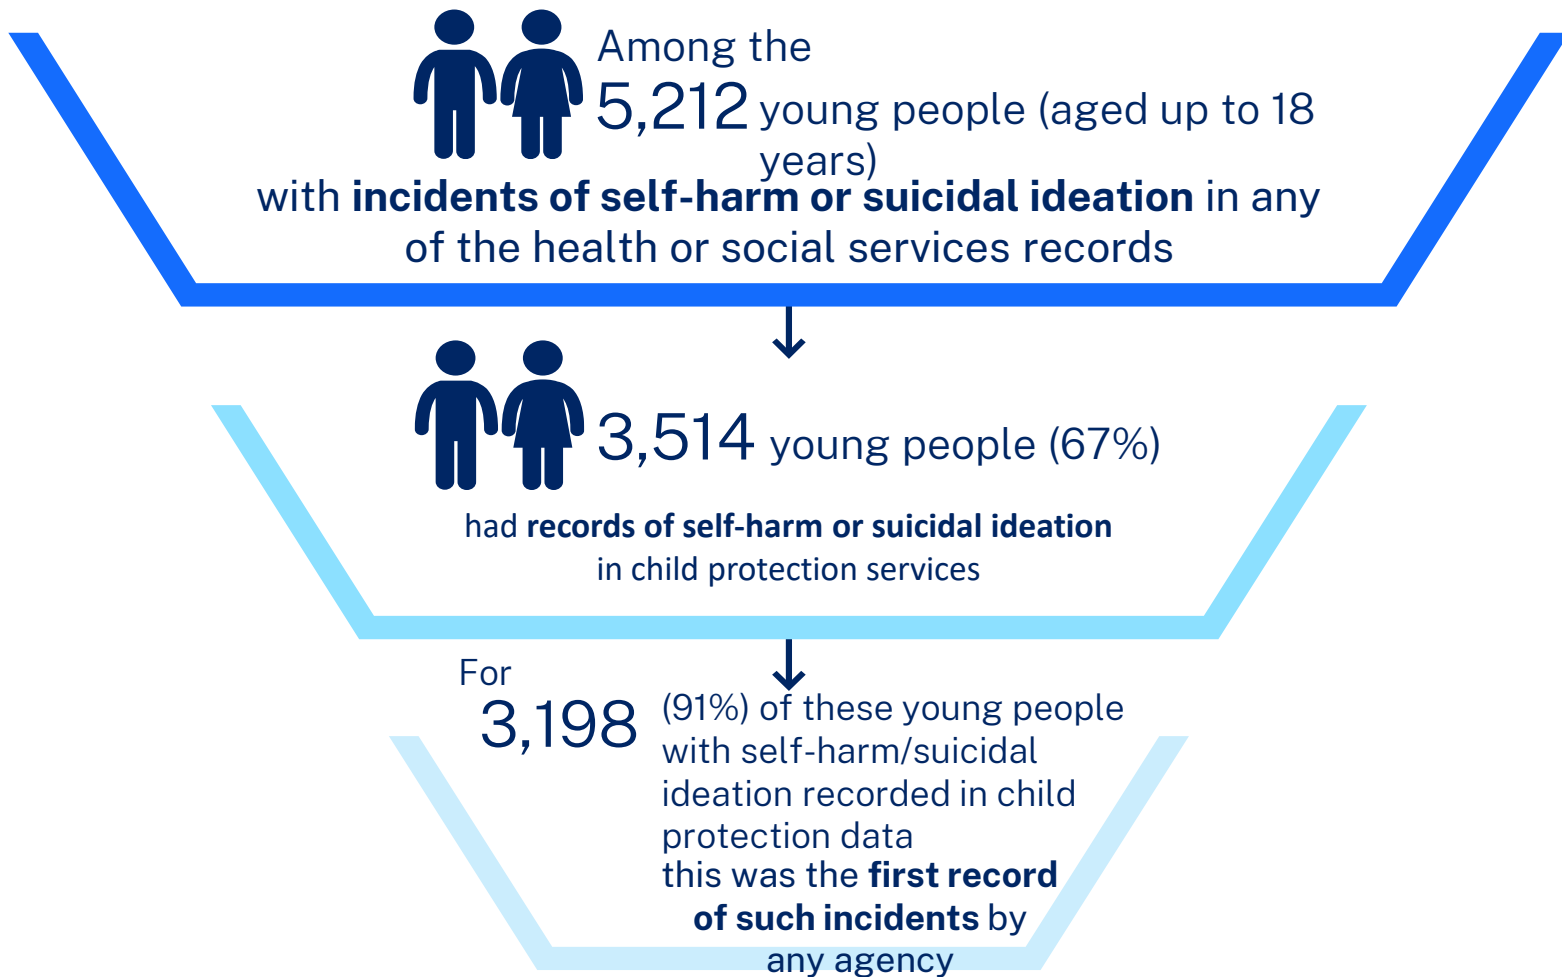 Among the
5,212 young people (aged up to 18
years)
with incidents of self-harm or suicidal ideation in any
of the health or social services records
3,514 young people (67%)
had records of self-harm or suicidal ideation
in child protection services
For
3,198 (91%) of these young people
with self-harm/suicidal
ideation recorded in child
protection data
this was the first record
of such incidents by
any agency